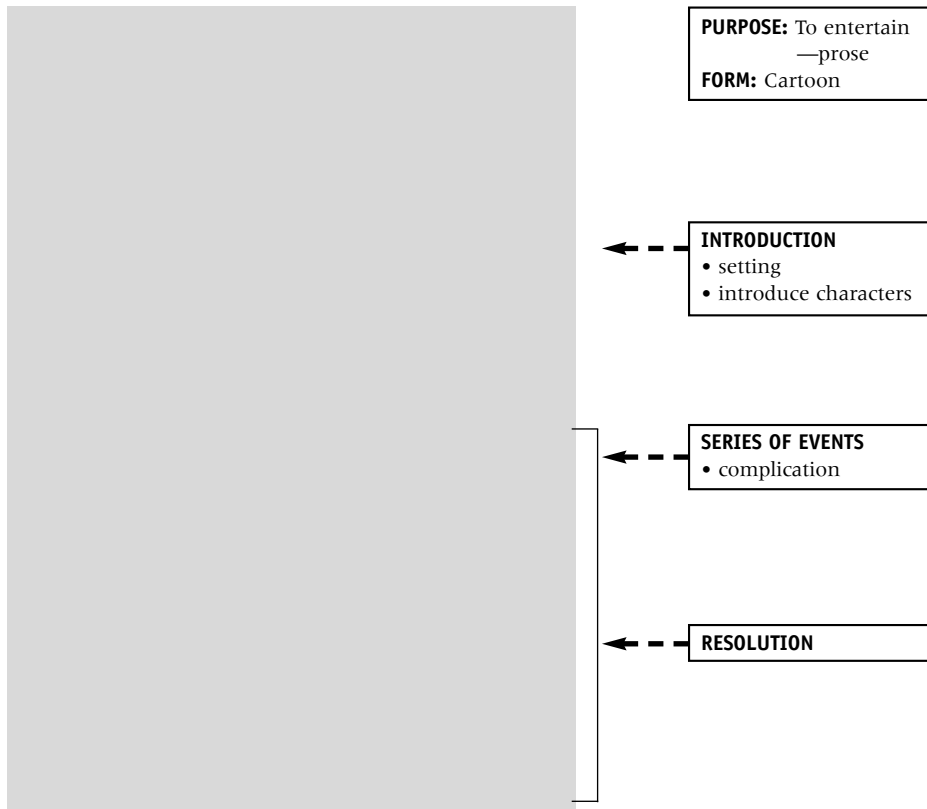 PURPOSE: To entertain
—prose
FORM: Cartoon
INTRODUCTION
• setting
• introduce characters
SERIES OF EVENTS
• complication
RESOLUTION